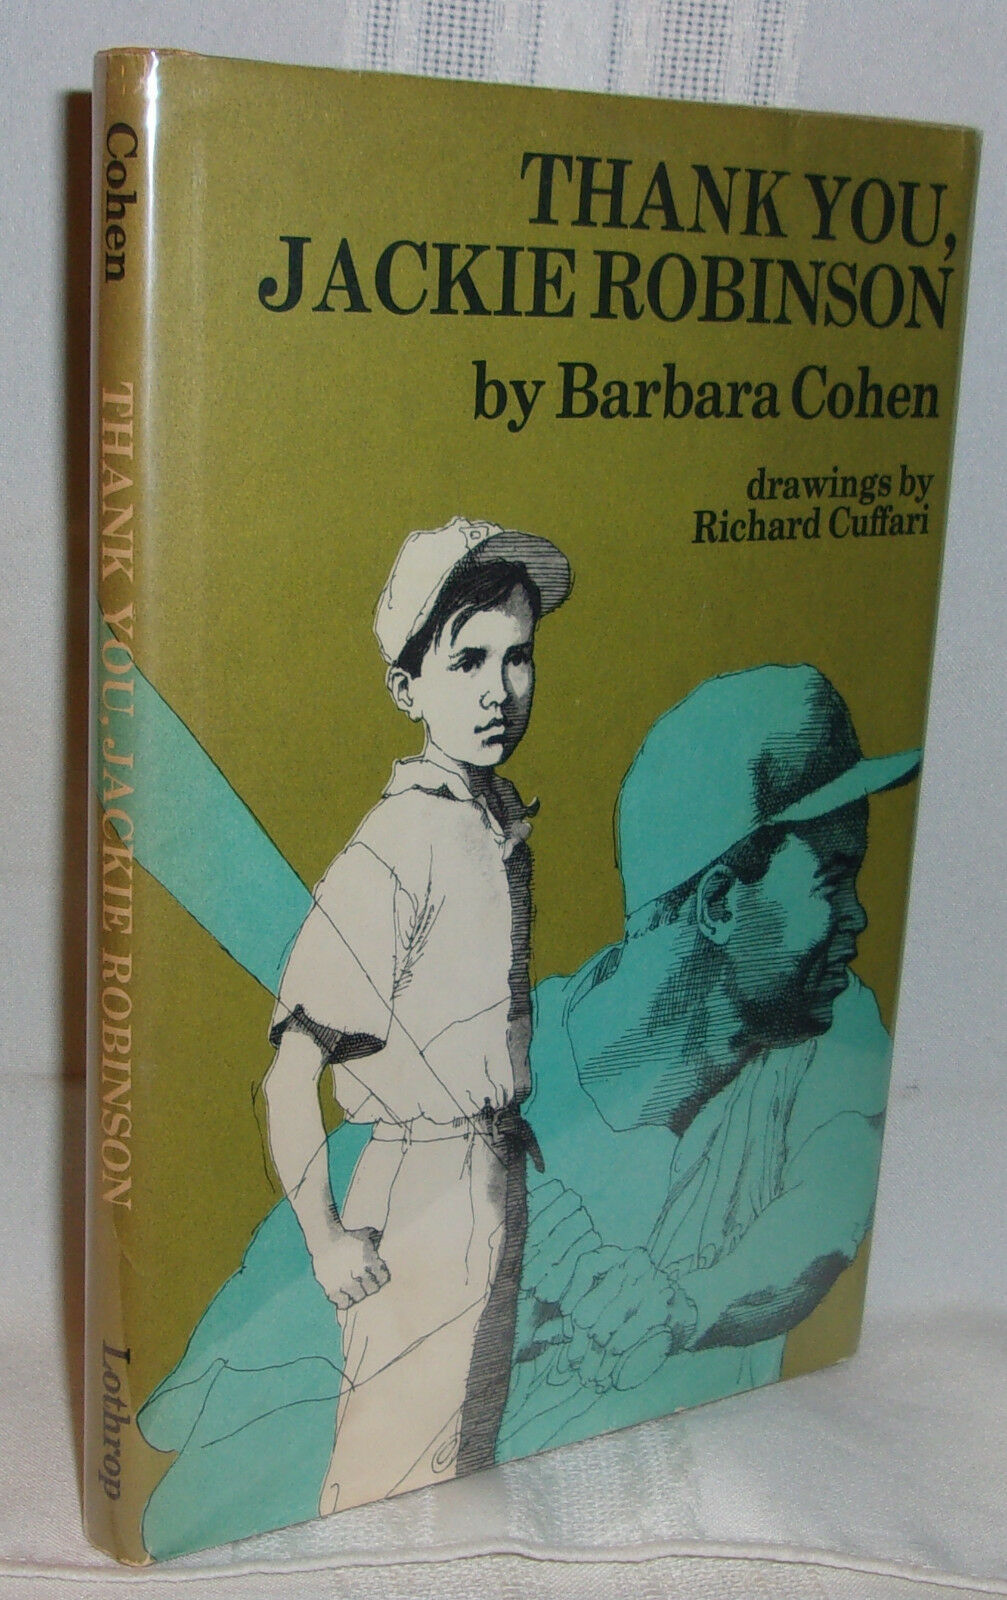 Cohen
THANK YOU, JACKIE ROBINSON
Lothrop
THANK YOU,
JACKIE ROBINSON
by Barbara Cohen
drawings by
Richard Cuffari